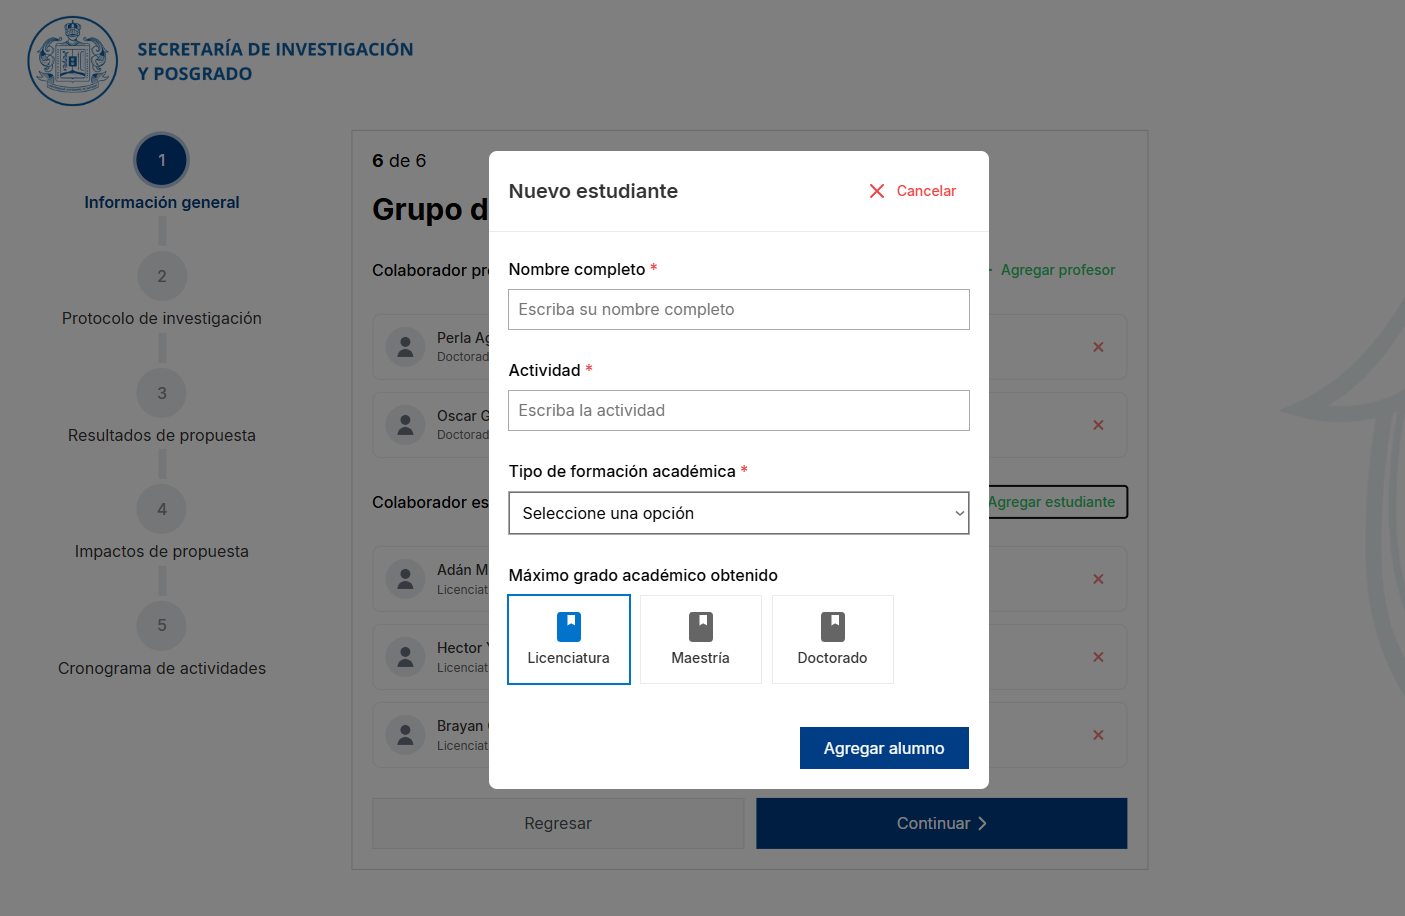 SECRETARÍA DE INVESTIGACIÓN
Y POSGRADO
1
Información general
2
Protocolo de investigación
3
Resultados de propuesta
4
Impactos de propuesta
5
Cronograma de actividades
6 de 6
Grupo d
Colaborador pr
Agregar profesor
Perla Ag
Doctorad
Oscar G
Doctorad
Colaborador es
Agregar estudiante
Adán M
Licenciat
Hector Y
Licenciat
Brayan
Licenciat
Regresar
Continuar
Nuevo estudiante
Cancelar
Nombre completo *
Escriba su nombre completo
Actividad *
Escriba la actividad
Tipo de formación académica *
Seleccione una opción
Máximo grado académico obtenido
Licenciatura
Maestría
Doctorado
Agregar alumno